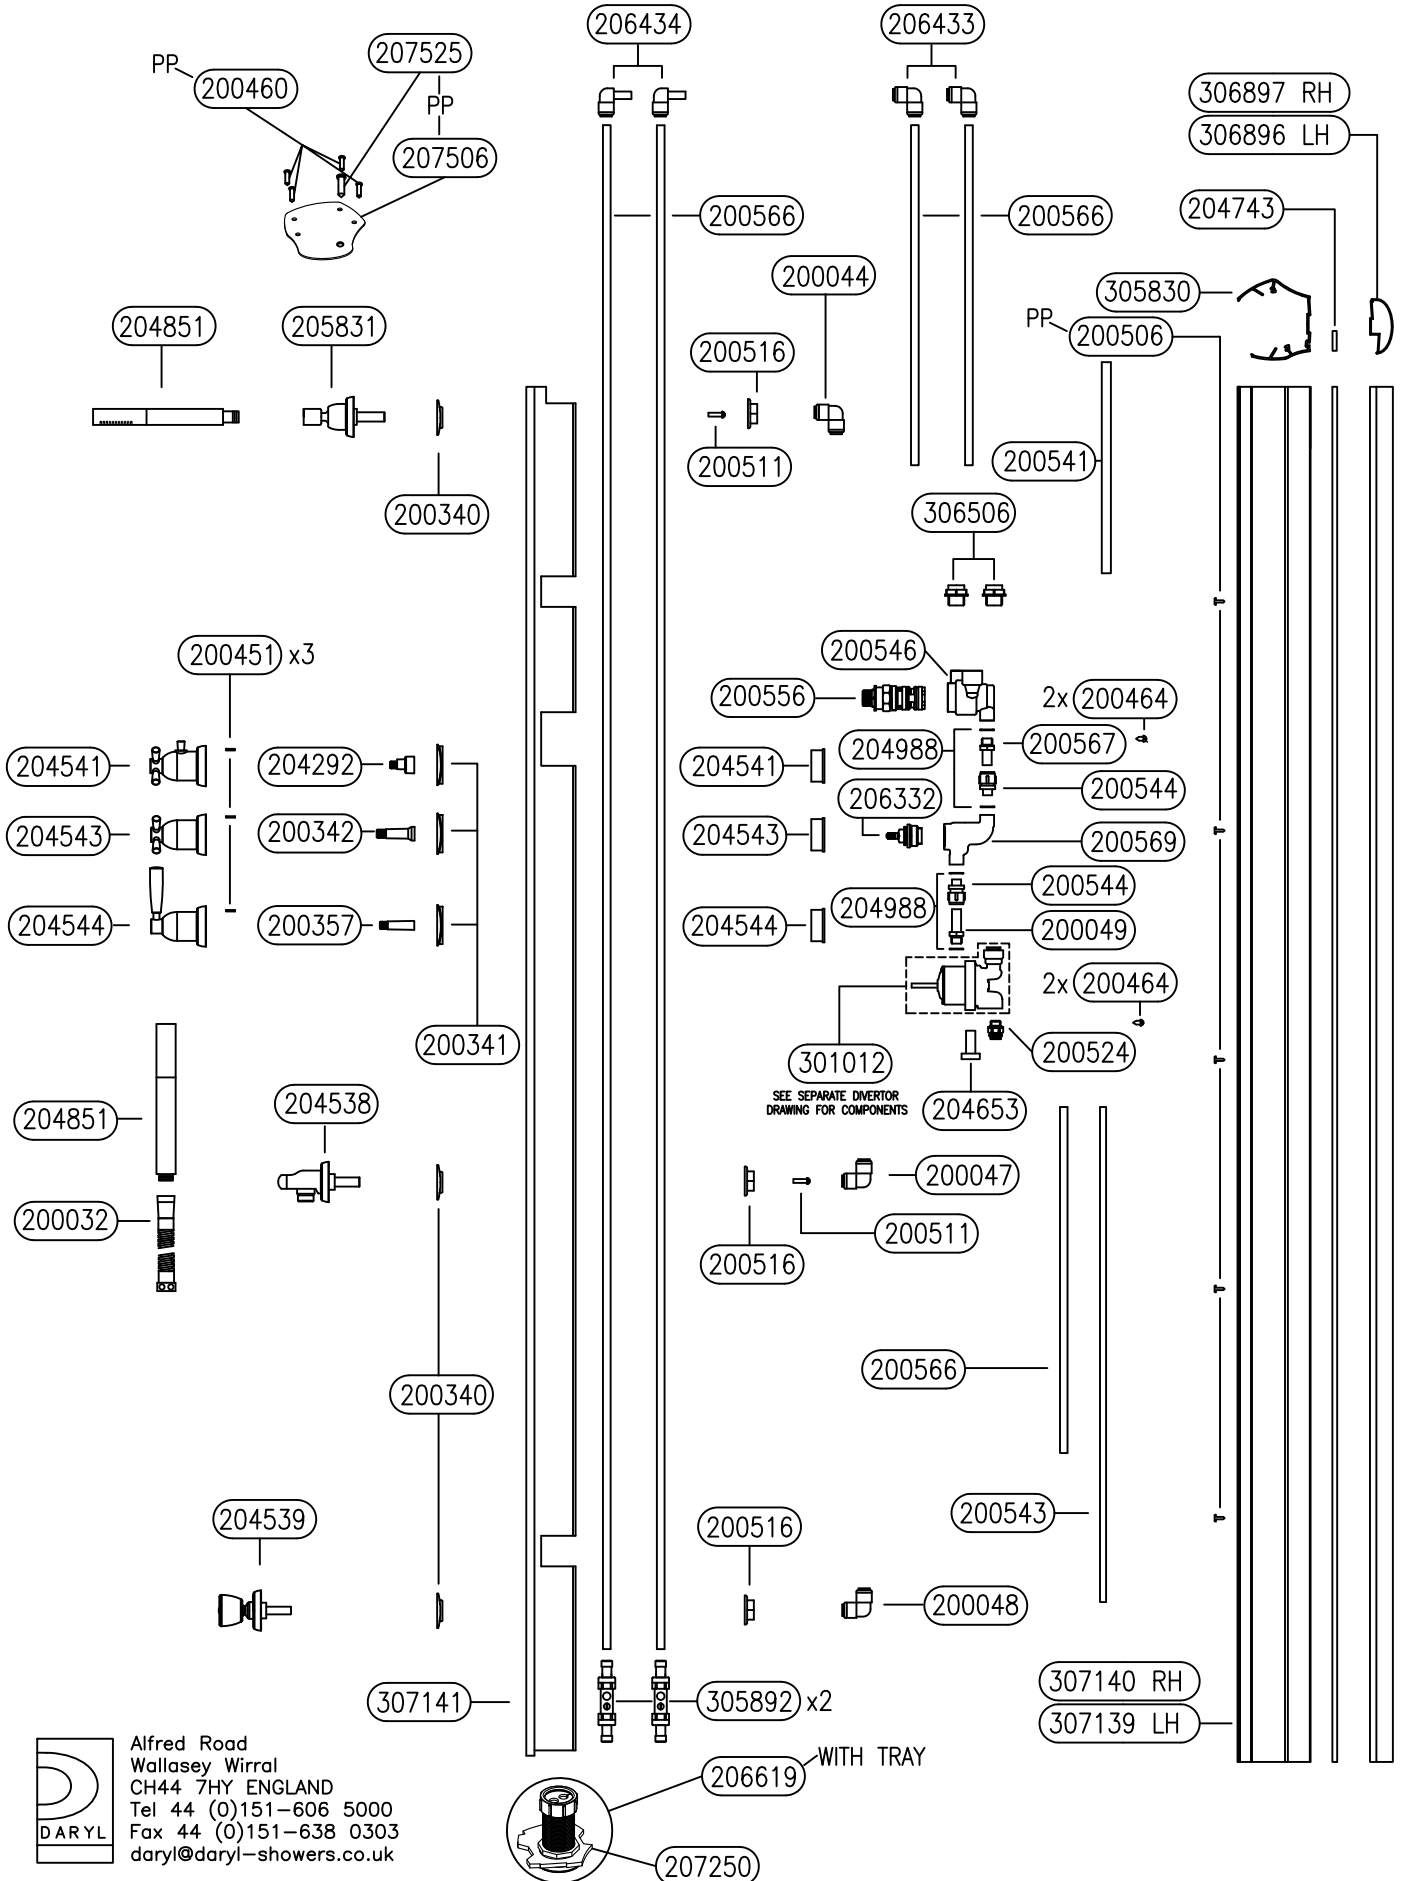 206434
206433
PP
200460
207525
PP
207506
306897 RH
306896 LH
204743
200566
200566
200044
305830
PP
200506
204851
205831
200516
200511
200541
200340
306506
200451 x3
200546
200556
2x 200464
204988
200567
204541
204292
204541
206332
200544
204543
200342
204543
200569
204544
200357
204544
204988
200544
200049
2x 200464
200341
301012
200524
SEE SEPARATE DIVERTOR
DRAWING FOR COMPONENTS
204653
204851
204538
200047
200032
200511
200516
200566
200340
204539
200516
200543
200048
307141
305892 x2
307140 RH
307139 LH
206619
WITH TRAY
207250
DARYL
Alfred Road
Wallasey Wirral
CH44 7HY ENGLAND
Tel 44 (0)151-606 5000
Fax 44 (0)151-638 0303
daryl@daryl-showers.co.uk